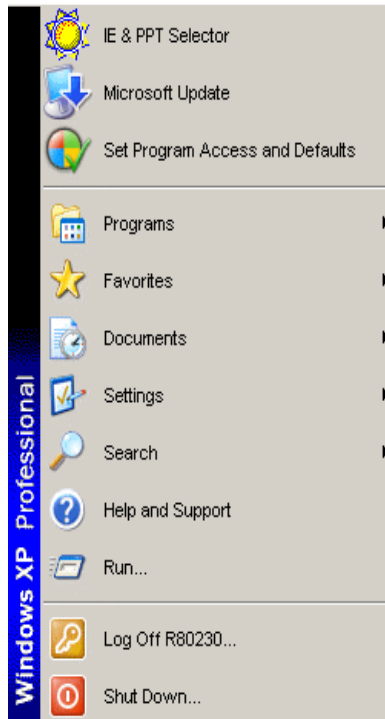 IE & PPT Selector
Microsoft Update
Set Program Access and Defaults
Programs
Favorites
Documents
Settings
Search
Help and Support
Run...
Log Off R80230...
Shut Down...
Windows XP Professional